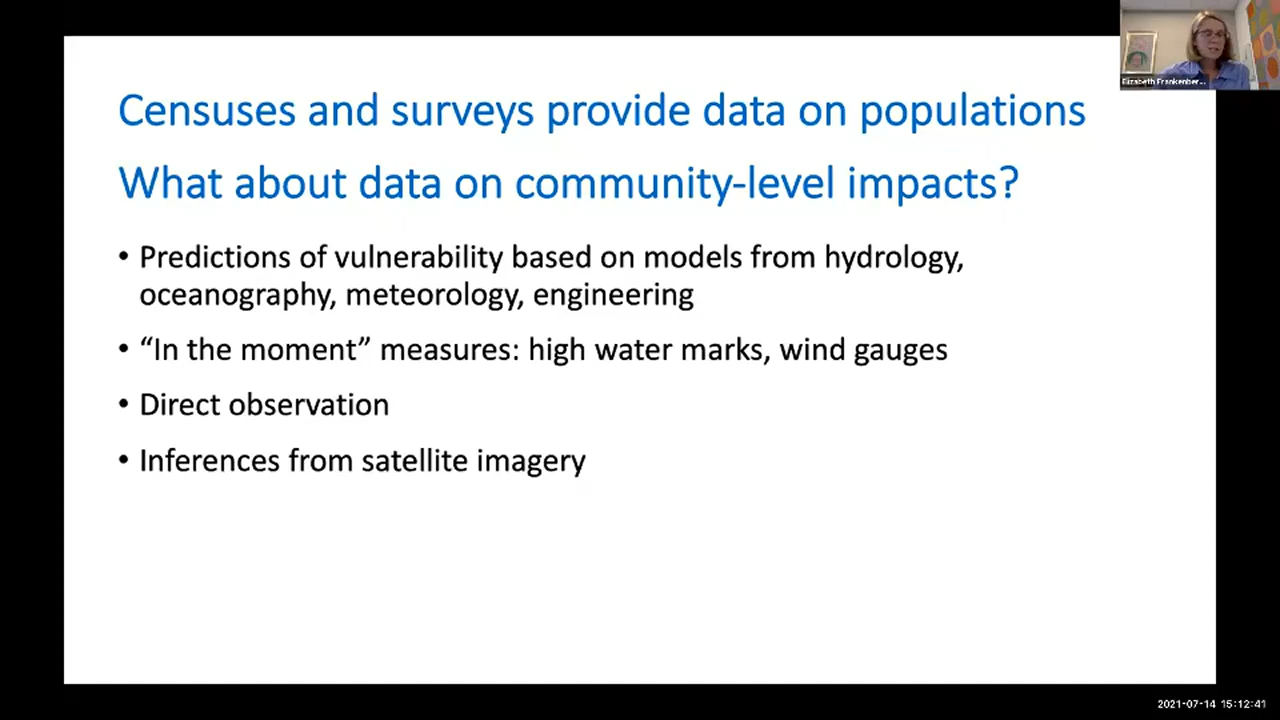 Censuses and surveys provide data on populations
What about data on community-level impacts?
• Predictions of vulnerability based on models from hydrology,
oceanography, meteorology, engineering
• “In the moment” measures: high water marks, wind gauges
• Direct observation
• Inferences from satellite imagery
Elizabeth Frankenber...
2021-07-14 15:12:41